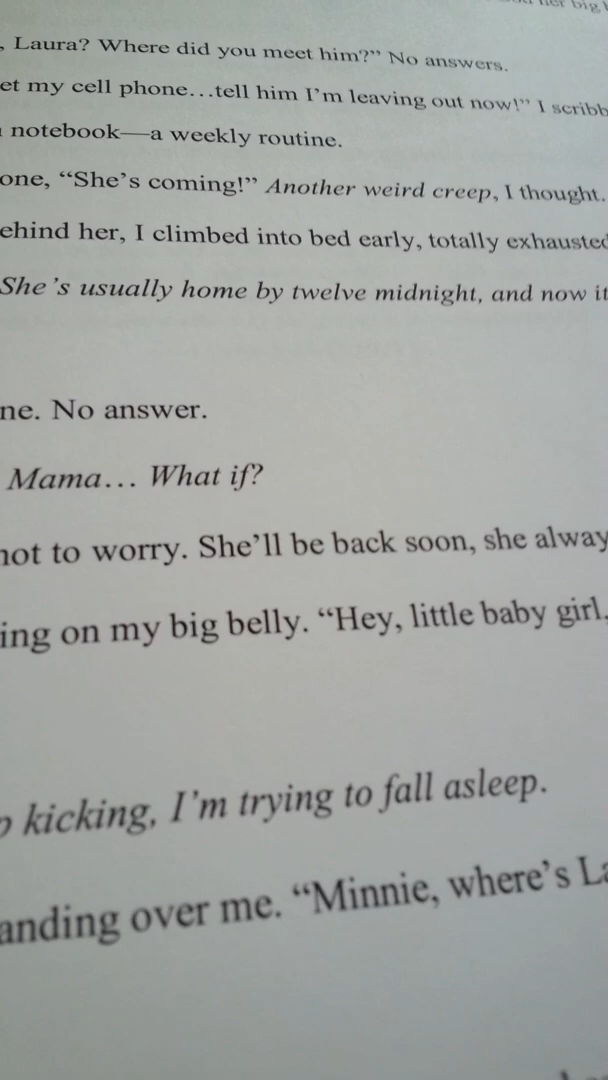 her big
, Laura? Where did you meet him?” No answers.
et my cell phone…tell him I’m leaving out now!” I scribb
notebook—a weekly routine.
one, “She’s coming!” Another weird creep, I thought.
ehind her, I climbed into bed early, totally exhausted
She’s usually home by twelve midnight, and now it
ne. No answer.
Mama… What if?
not to worry. She’ll be back soon, she alway
ing on my big belly. “Hey, little baby girl,
kicking, I’m trying to fall asleep.
anding over me. “Minnie, where’s La